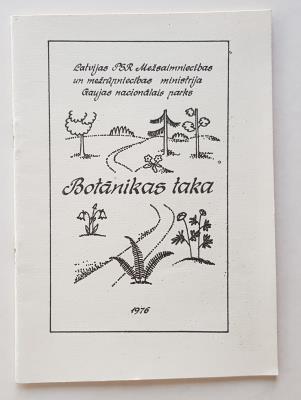 Latvijas PSR Mežsaimniecības
un mežrūpniecības ministrija
Gaujas nacionālais parks
Botānikas taka
1976